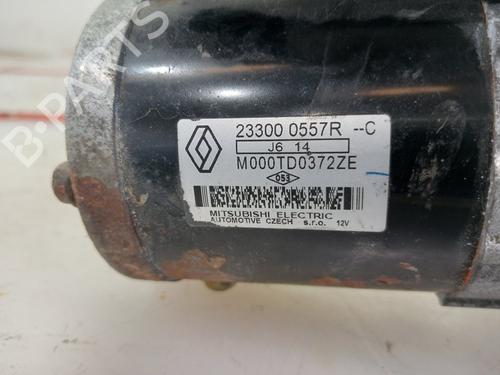 B-PARTS
23300 0557R --C
J6 14
M000TD0372ZE
053
MITSUBISHI ELECTRIC
AUTOMOTIVE CZECH s.r.o. 12V